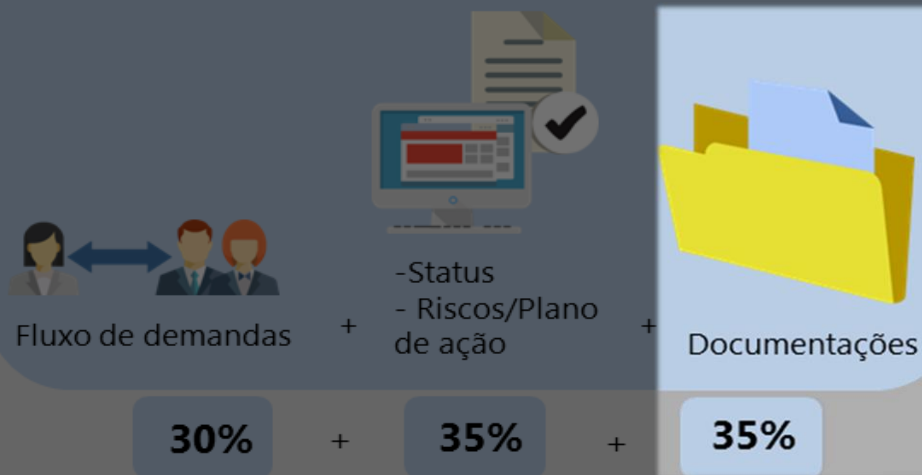 -Status
- Riscos/Plano
de ação
Fluxo de demandas
+
+
Documentações
30%
+
35%
+
35%